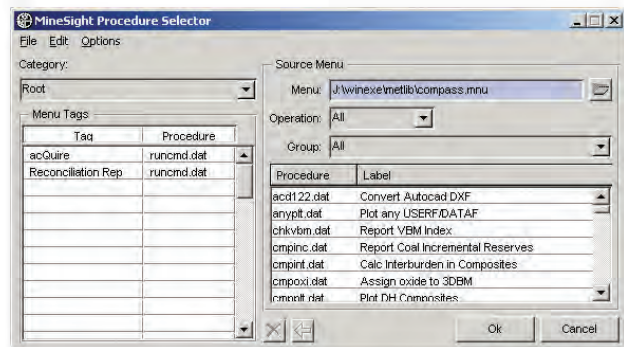 MineSight Procedure Selector
File Edit Options
Category:
Root
Menu Tags
Tag Procedure
acQuire runcmd.dat
Reconciliation Rep runcmd.dat
Source Menu
Menu: J:\winexe\metlib\compass.mnu
Operation: All
Group: All
Procedure Label
acd122.dat Convert Autocad DXF
anyplt.dat Plot any USERF/DATAF
chkvbm.dat Report VBM Index
cmpinc.dat Report Coal Incremental Reserves
cmpint.dat Calc Interburden in Composites
cmpoxi.dat Assign oxide to 3DBM
cmpplt.dat Plot DH Composites
Ok Cancel